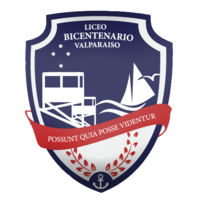 LICEO
BICENTENARIO
VALPARAISO
POSSUNT QUIA POSSE VIDENTUR